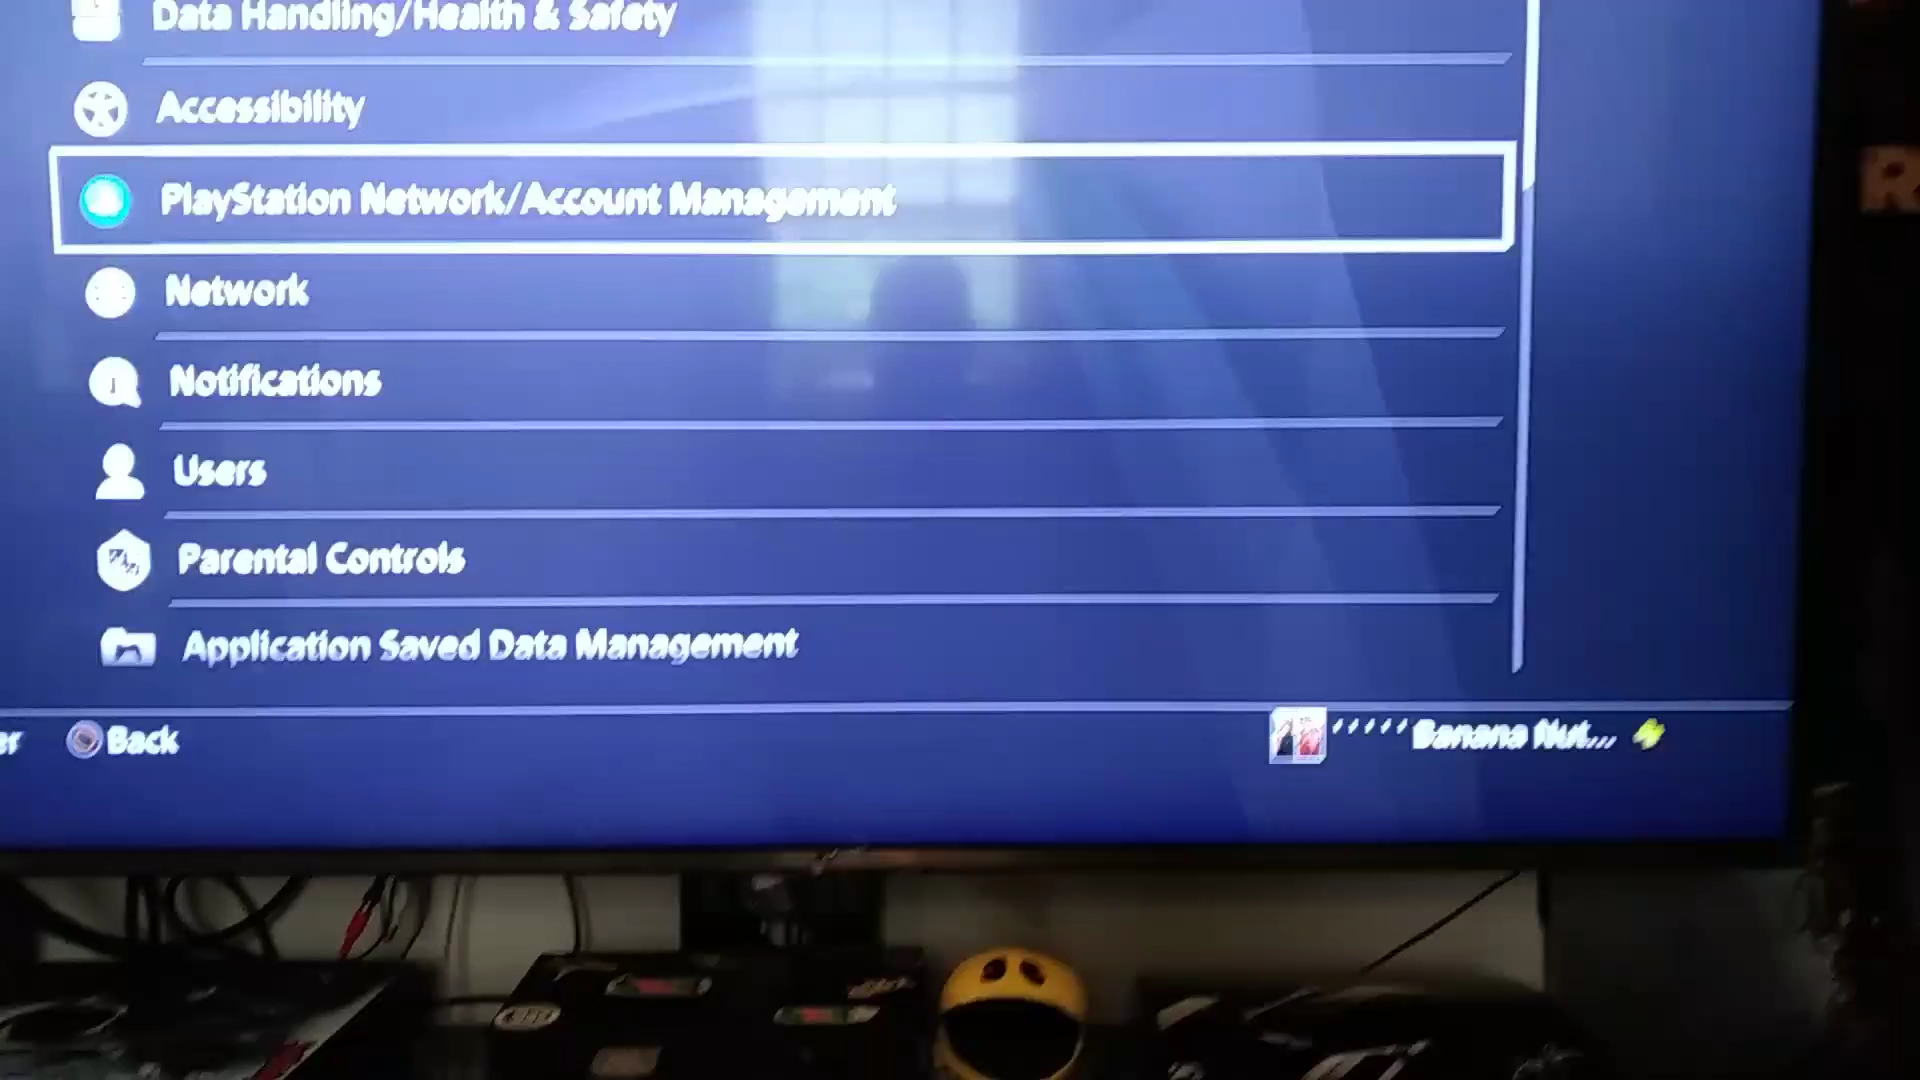 Data Handling/Health & Safety
Accessibility
PlayStation Network/Account Management
Network
Notifications
Users
Parental Controls
Application Saved Data Management
er
Back
Banana Nut...
R